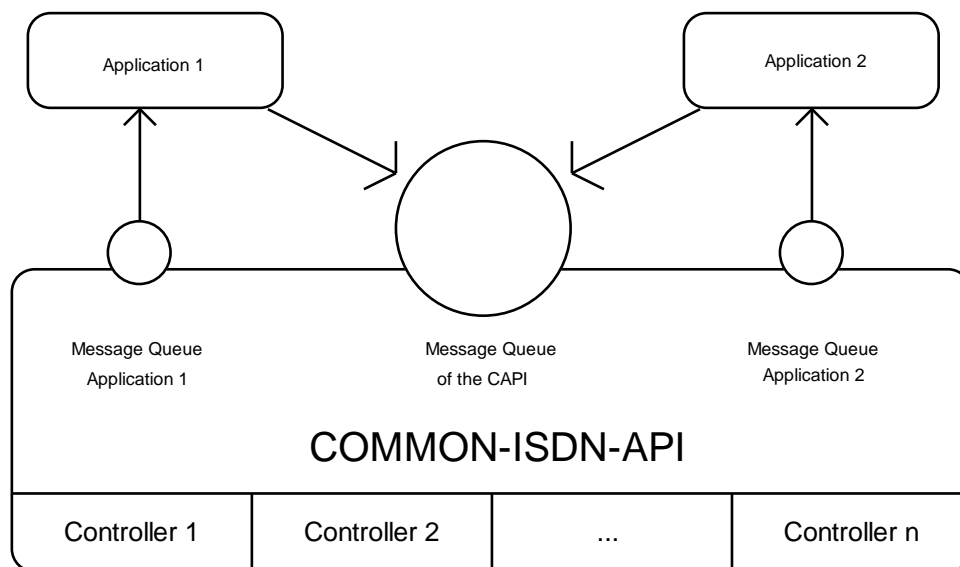 Application 1
Application 2
Message Queue
Application 1
Message Queue
of the CAPI
Message Queue
Application 2
COMMON-ISDN-API
Controller 1
Controller 2
...
Controller n